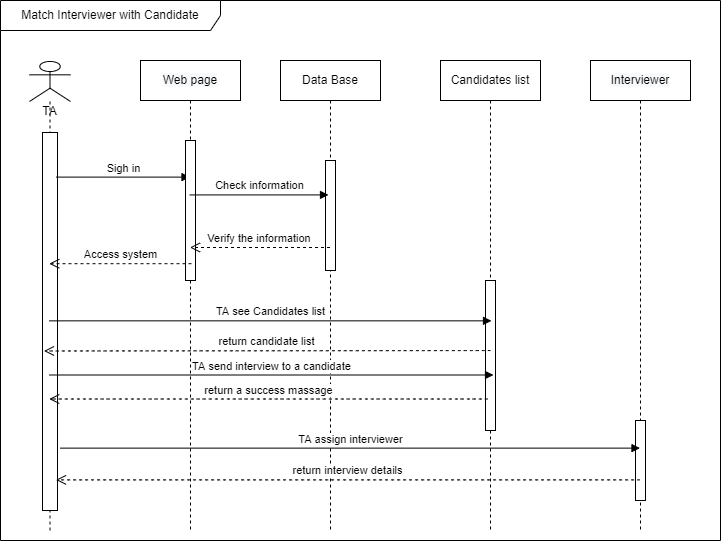 Match Interviewer with Candidate
TA
Web page
Data Base
Candidates list
Interviewer
Sigh in
Check information
Verify the information
Access system
TA see Candidates list
return candidate list
TA send interview to a candidate
return a success massage
TA assign interviewer
return interview details